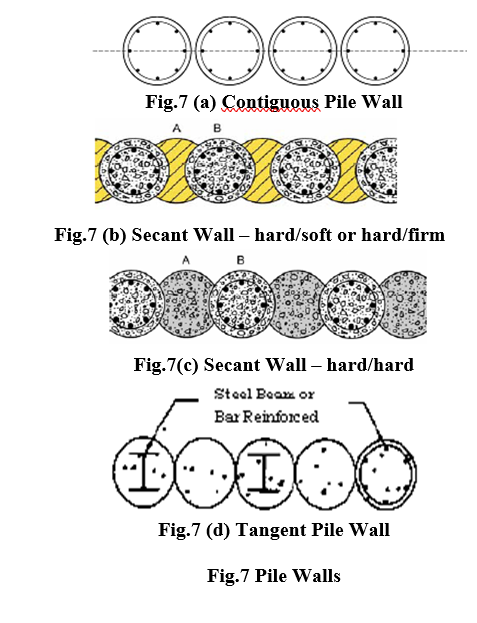 Fig.7 (a) Contiguous Pile Wall
A B
Fig.7 (b) Secant Wall – hard/soft or hard/firm
A B
Fig.7(c) Secant Wall – hard/hard
Steel Beam or
Bar Reinforced
Fig.7 (d) Tangent Pile Wall
Fig.7 Pile Walls